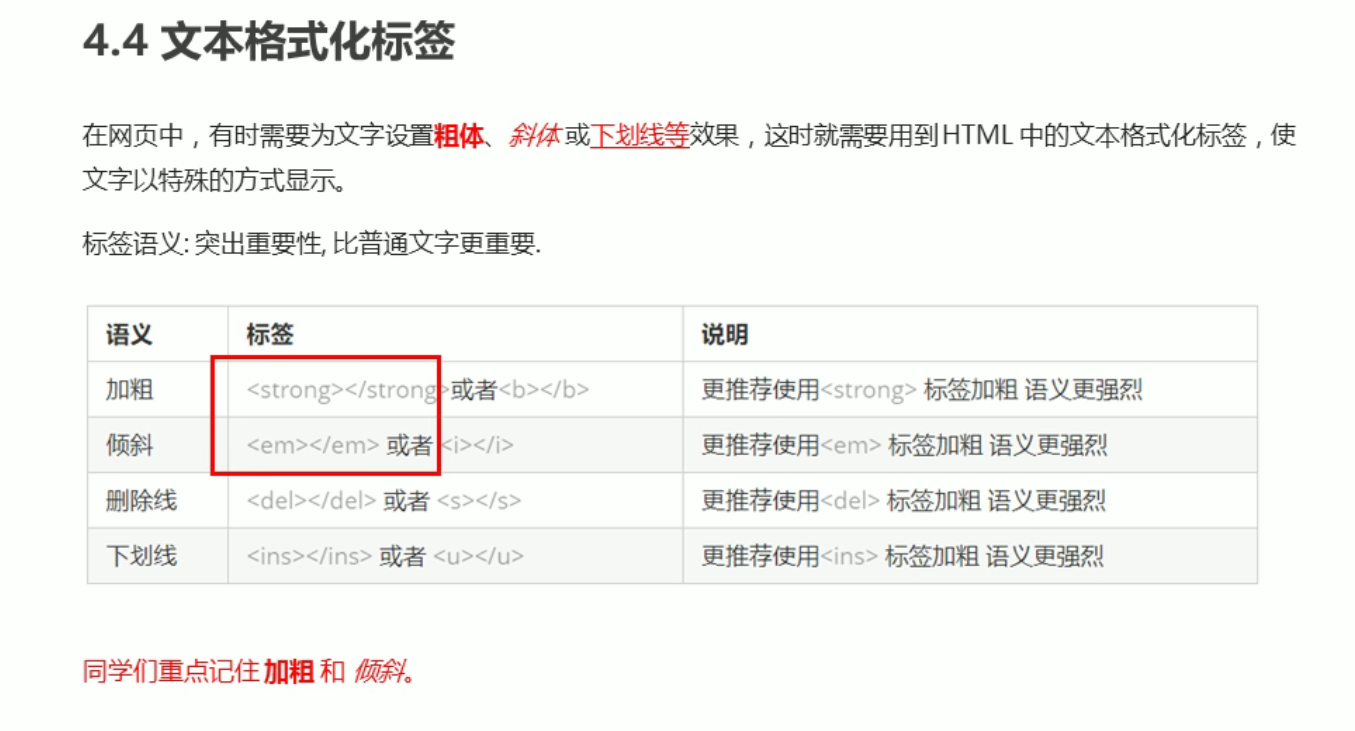 4.4 文本格式化标签
在网页中，有时需要为文字设置粗体、斜体或下划线等效果，这时就需要用到HTML 中的文本格式化标签，使
文字以特殊的方式显示。
标签语义: 突出重要性, 比普通文字更重要.
语义 标签 说明
加粗 <strong></strong>或者<b></b> 更推荐使用<strong> 标签加粗 语义更强烈
倾斜 <em></em> 或者 <i></i> 更推荐使用<em> 标签加粗 语义更强烈
删除线 <del></del> 或者 <s></s> 更推荐使用<del> 标签加粗 语义更强烈
下划线 <ins></ins> 或者 <u></u> 更推荐使用<ins> 标签加粗 语义更强烈
同学们重点记住 加粗 和 倾斜。